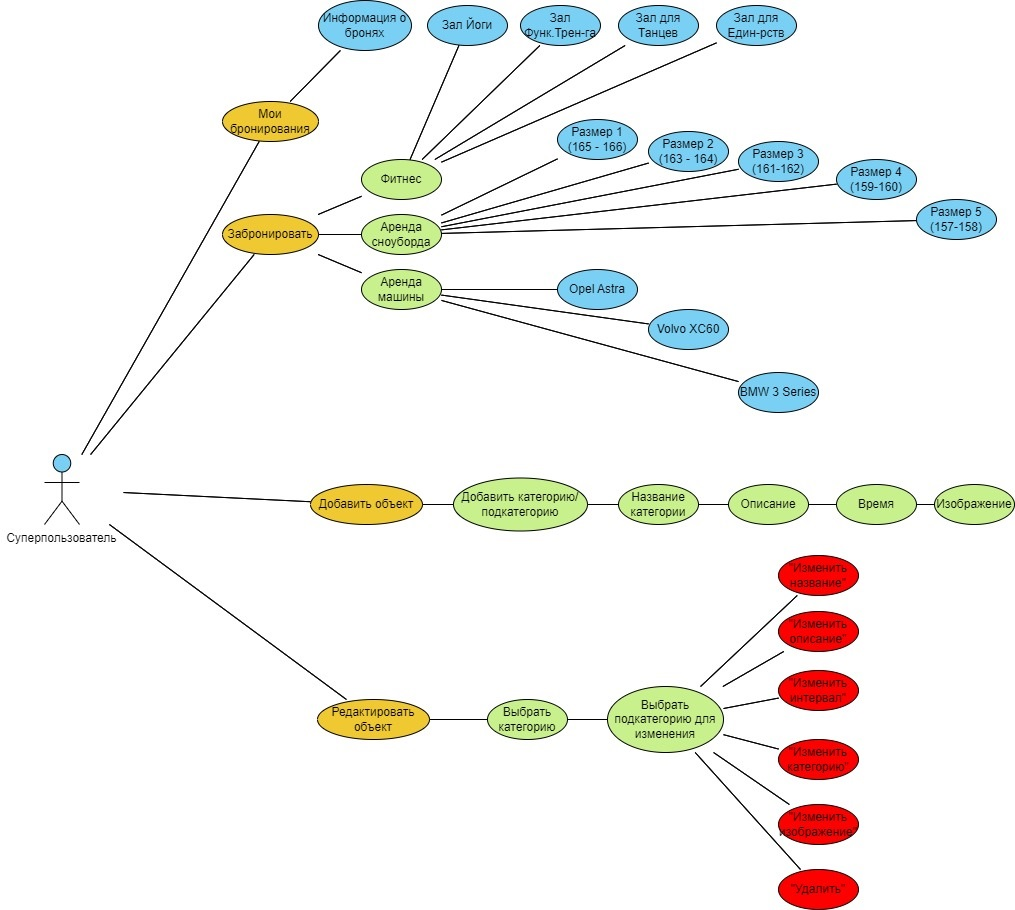 Информация о
бронях
Зал Йоги
Зал
Функ.Трен-га
Зал для
Танцев
Зал для
Един-рств
Мои
бронирования
Размер 1
(165 - 166)
Размер 2
(163 - 164)
Размер 3
(161-162)
Размер 4
(159-160)
Размер 5
(157-158)
Фитнес
Забронировать
Аренда
сноуборда
Аренда
машины
Opel Astra
Volvo XC60
BMW 3 Series
Суперпользователь
Добавить объект
Добавить категорию/
подкатегорию
Название
категории
Описание
Время
Изображение
Редактировать
объект
Выбрать
категорию
Выбрать
подкатегорию для
изменения
"Изменить
название"
"Изменить
описание"
"Изменить
интервал"
"Изменить
категорию"
"Изменить
изображение"
"Удалить"